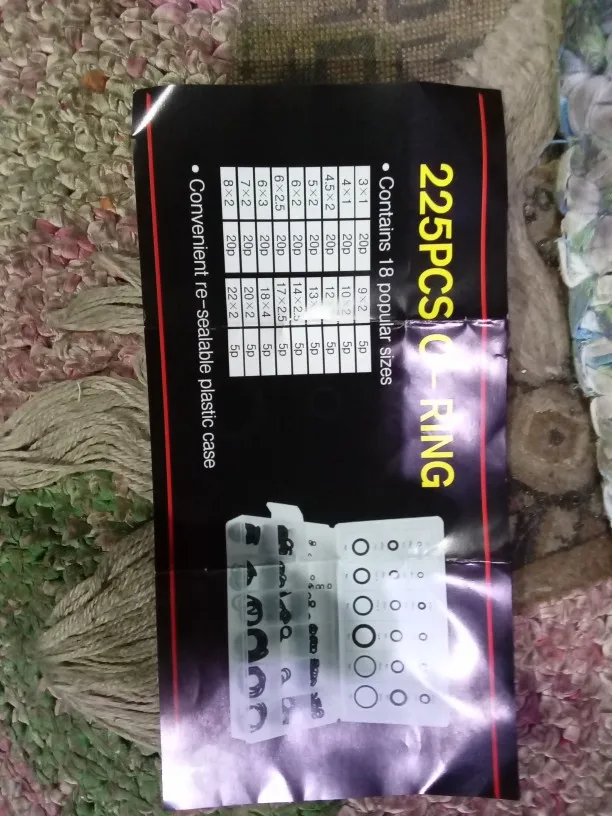 225PCS O-RING
• Contains 18 popular sizes
3×1 20p 9×2 5p
4×1 20p 10×2 5p
4.5×2 20p 5p
5×2 20p 5p
6×2 20p 14×2.5 5p
6×2.5 20p 17×2.5 5p
6×3 20p 18×4 5p
7×2 20p 20×2 5p
8×2 20p 22×2 5p
• Convenient re-sealable plastic case